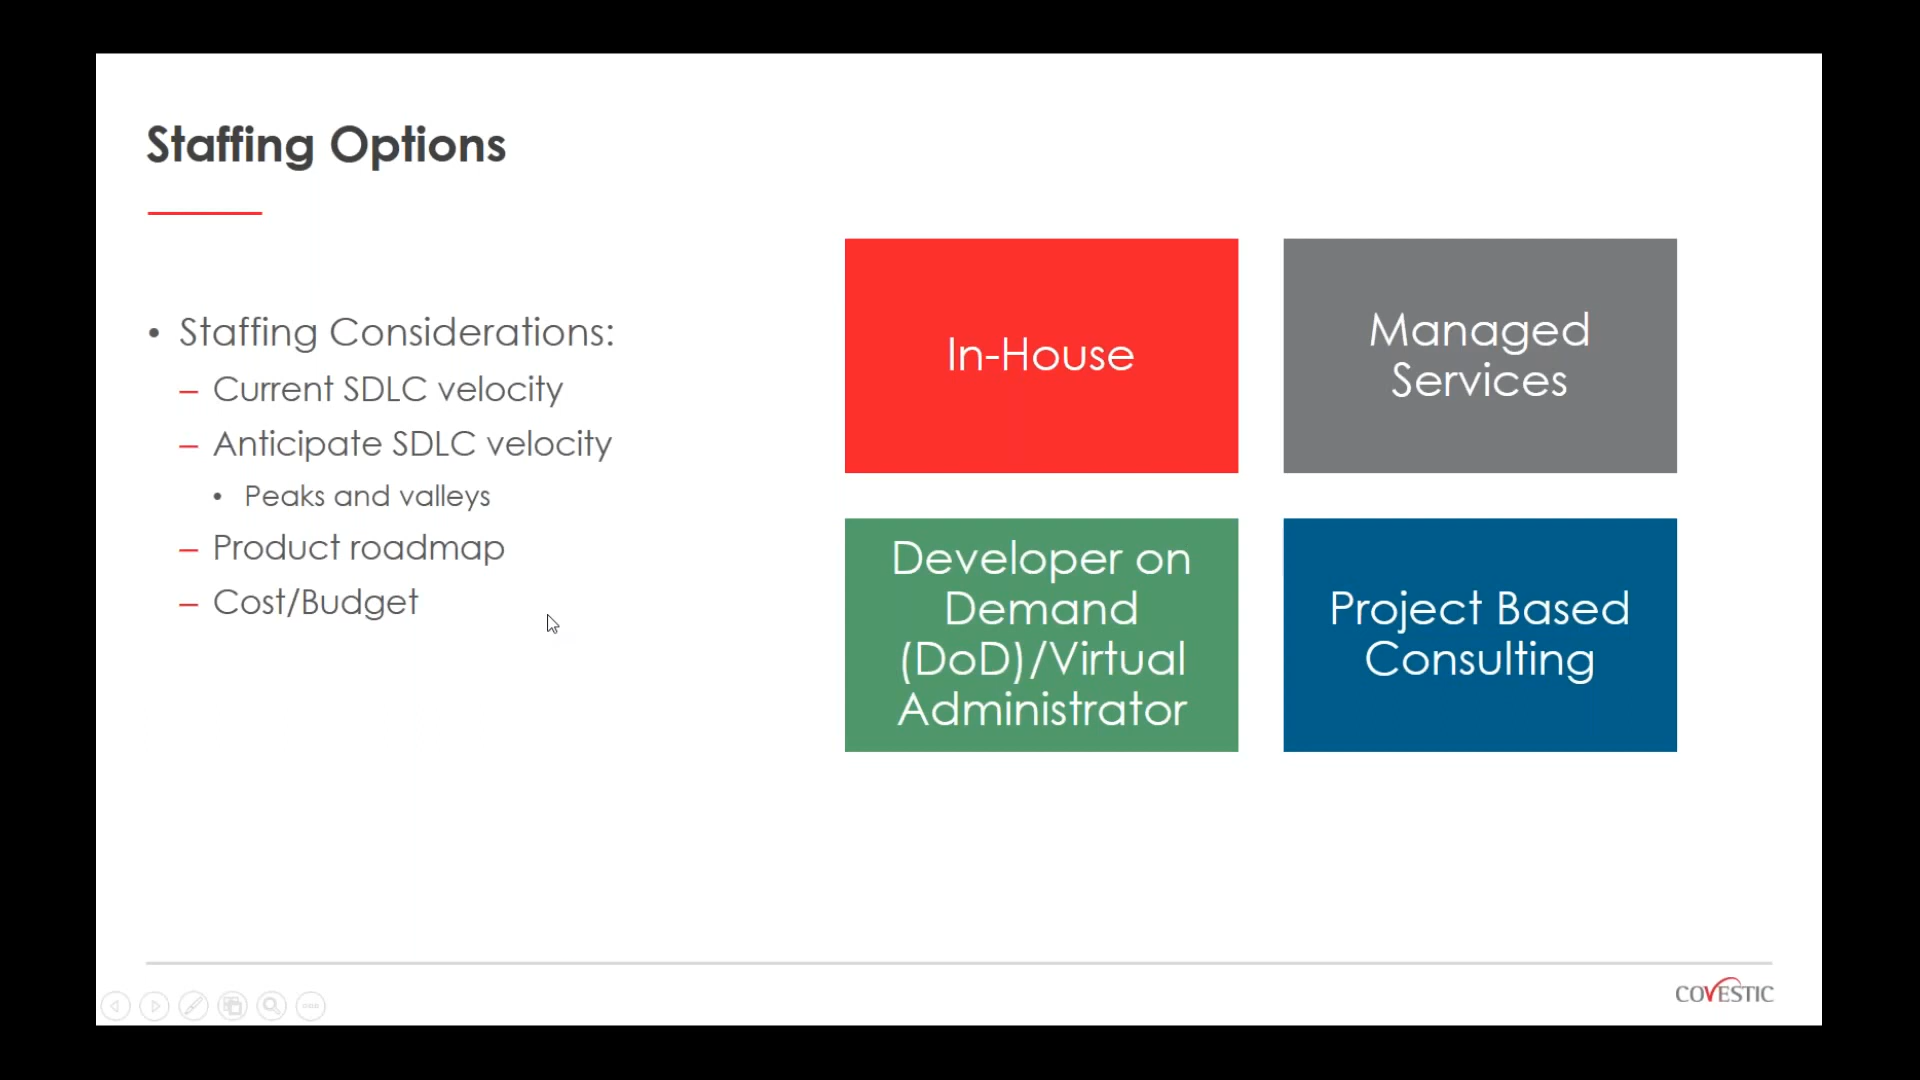 Staffing Options
• Staffing Considerations:
– Current SDLC velocity
– Anticipate SDLC velocity
• Peaks and valleys
– Product roadmap
– Cost/Budget
In-House
Managed
Services
Developer on
Demand
(DoD)/Virtual
Administrator
Project Based
Consulting
COVESTIC